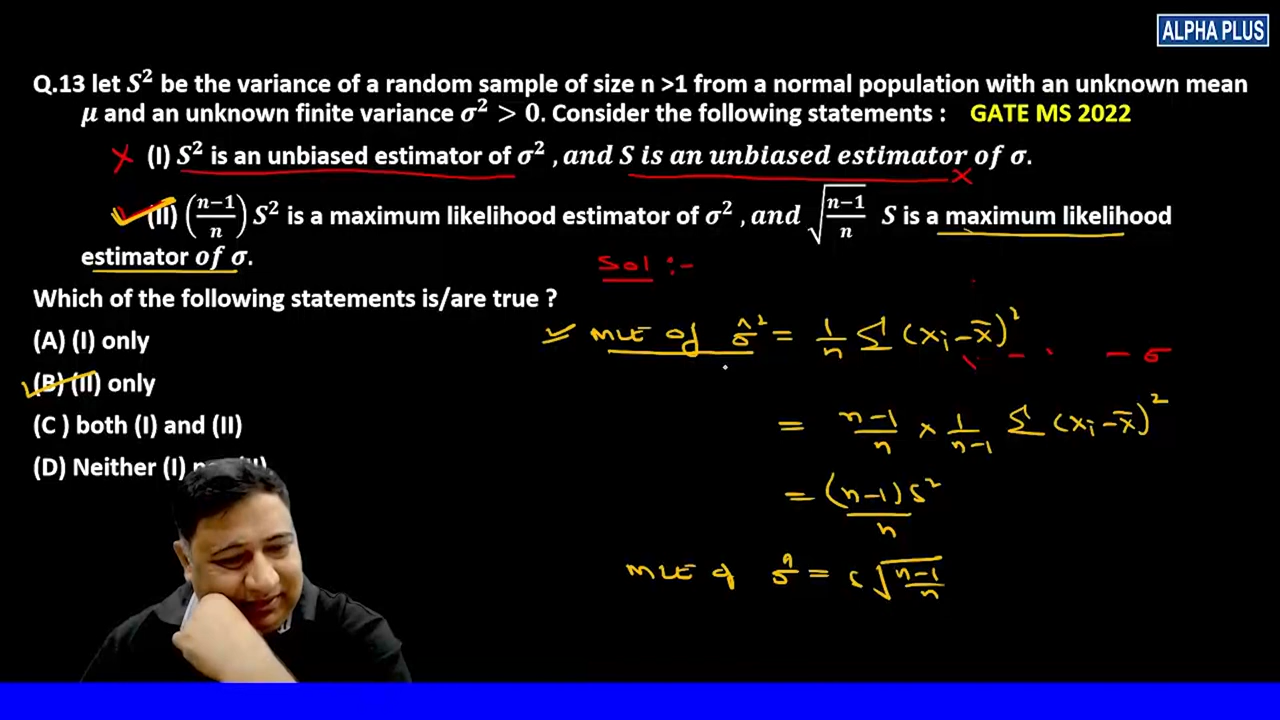 ALPHA PLUS
Q.13 let S² be the variance of a random sample of size n >1 from a normal population with an unknown mean
μ and an unknown finite variance σ² > 0. Consider the following statements : GATE MS 2022
(I) S² is an unbiased estimator of σ² , and S is an unbiased estimator of σ.
(II) ((n−1)/n) S² is a maximum likelihood estimator of σ² , and √((n−1)/n) S is a maximum likelihood
estimator of σ.
Sol :-
Which of the following statements is/are true ?
(A) (I) only
(B) (II) only
(C ) both (I) and (II)
(D) Neither (I)
MLE of σ̂² = 1/n Σ (xi - x̄)²
- σ
= n-1/n × 1/n-1 Σ (xi - x̄)²
= (n-1) S²/n
MLE of σ̂ = s √(n-1/n)